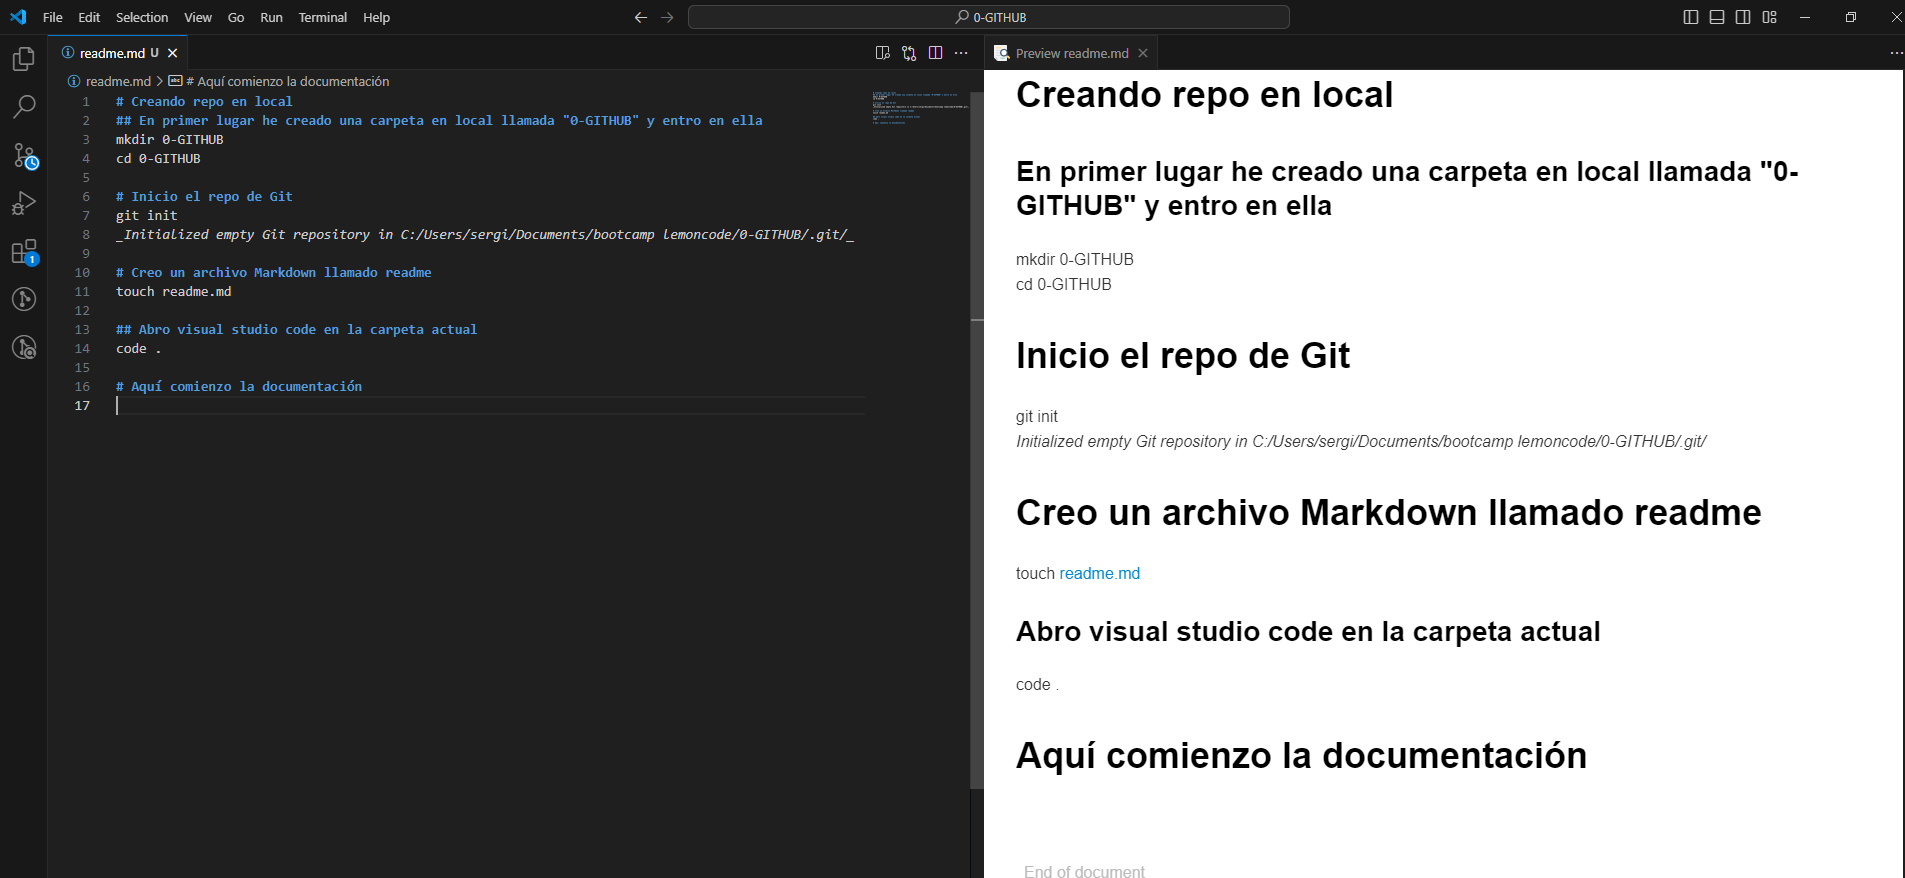 File Edit Selection View Go Run Terminal Help
0-GITHUB
readme.md U
readme.md > # Aquí comienzo la documentación
1 # Creando repo en local
2 ## En primer lugar he creado una carpeta en local llamada "0-GITHUB" y entro en ella
3 mkdir 0-GITHUB
4 cd 0-GITHUB
5
6 # Inicio el repo de Git
7 git init
8 _Initialized empty Git repository in C:/Users/sergi/Documents/bootcamp lemoncode/0-GITHUB/.git/_
9
10 # Creo un archivo Markdown llamado readme
11 touch readme.md
12
13 ## Abro visual studio code en la carpeta actual
14 code .
15
16 # Aquí comienzo la documentación
17
1
Preview readme.md
Creando repo en local
En primer lugar he creado una carpeta en local llamada "0-
GITHUB" y entro en ella
mkdir 0-GITHUB
cd 0-GITHUB
Inicio el repo de Git
git init
Initialized empty Git repository in C:/Users/sergi/Documents/bootcamp lemoncode/0-GITHUB/.git/
Creo un archivo Markdown llamado readme
touch readme.md
Abro visual studio code en la carpeta actual
code .
Aquí comienzo la documentación
End of document